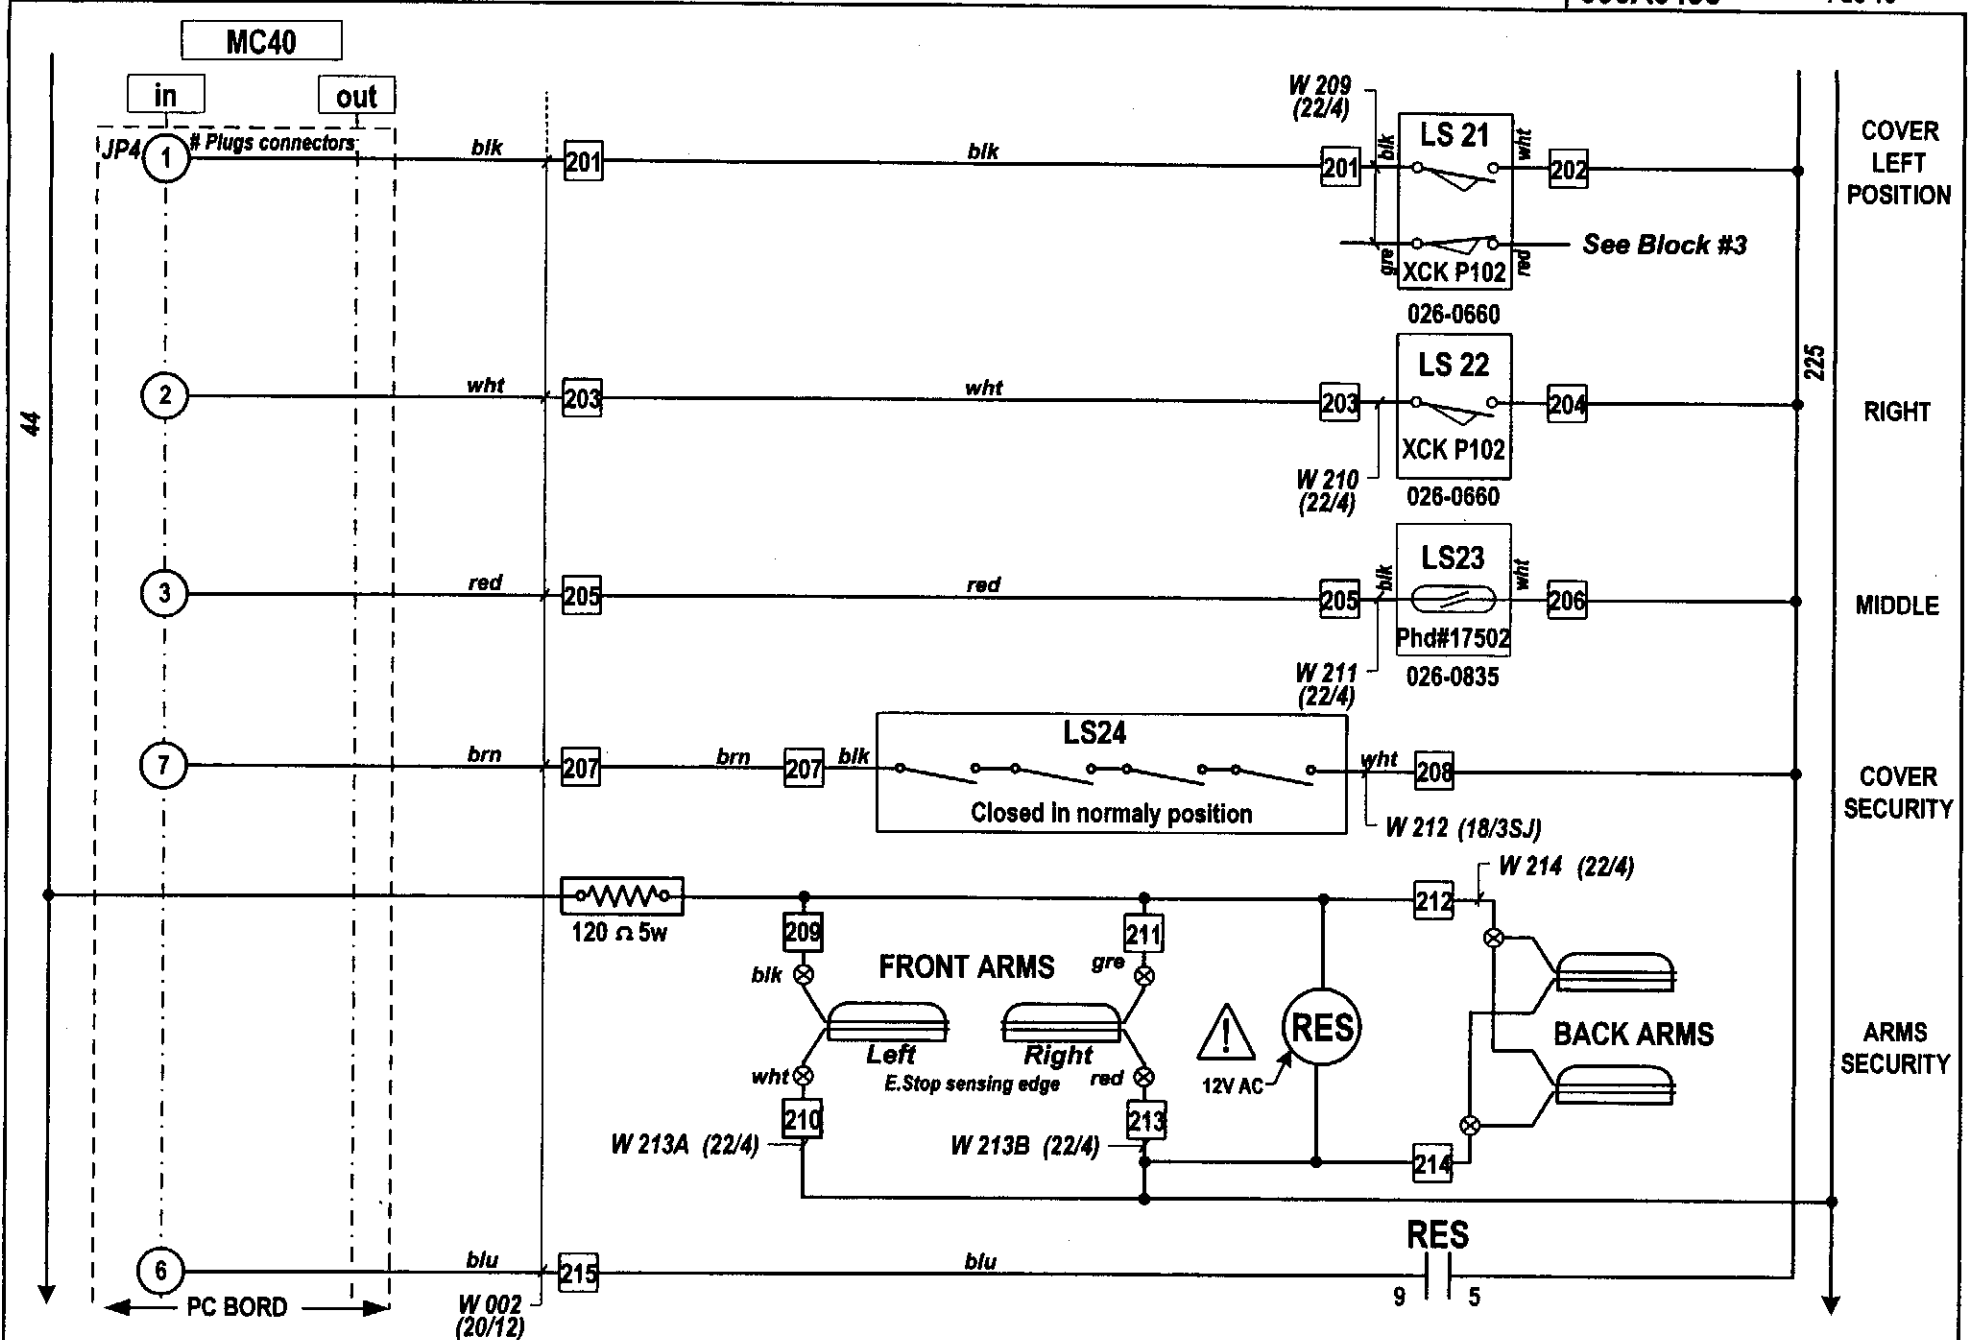 MC40
in
out
JP4
1
# Plugs connectors
blk
201
blk
W 209
(22/4)
201
blk
LS 21
wht
202
COVER
LEFT
POSITION
gre
XCK P102
red
See Block #3
026-0660
2
wht
203
wht
203
LS 22
XCK P102
204
225
RIGHT
44
W 210
(22/4)
026-0660
3
red
205
red
205
blk
LS23
wht
206
MIDDLE
Phd#17502
W 211
(22/4)
026-0835
7
brn
207
brn
207
blk
LS24
Closed in normaly position
wht
208
COVER
SECURITY
W 212 (18/3SJ)
W 214 (22/4)
120 Ω 5w
209
211
212
blk
FRONT ARMS
gre
RES
12V AC
!
BACK ARMS
ARMS
SECURITY
Left
Right
wht
E.Stop sensing edge
red
210
213
W 213A (22/4)
W 213B (22/4)
214
6
blu
215
blu
RES
9
5
PC BORD
W 002
(20/12)